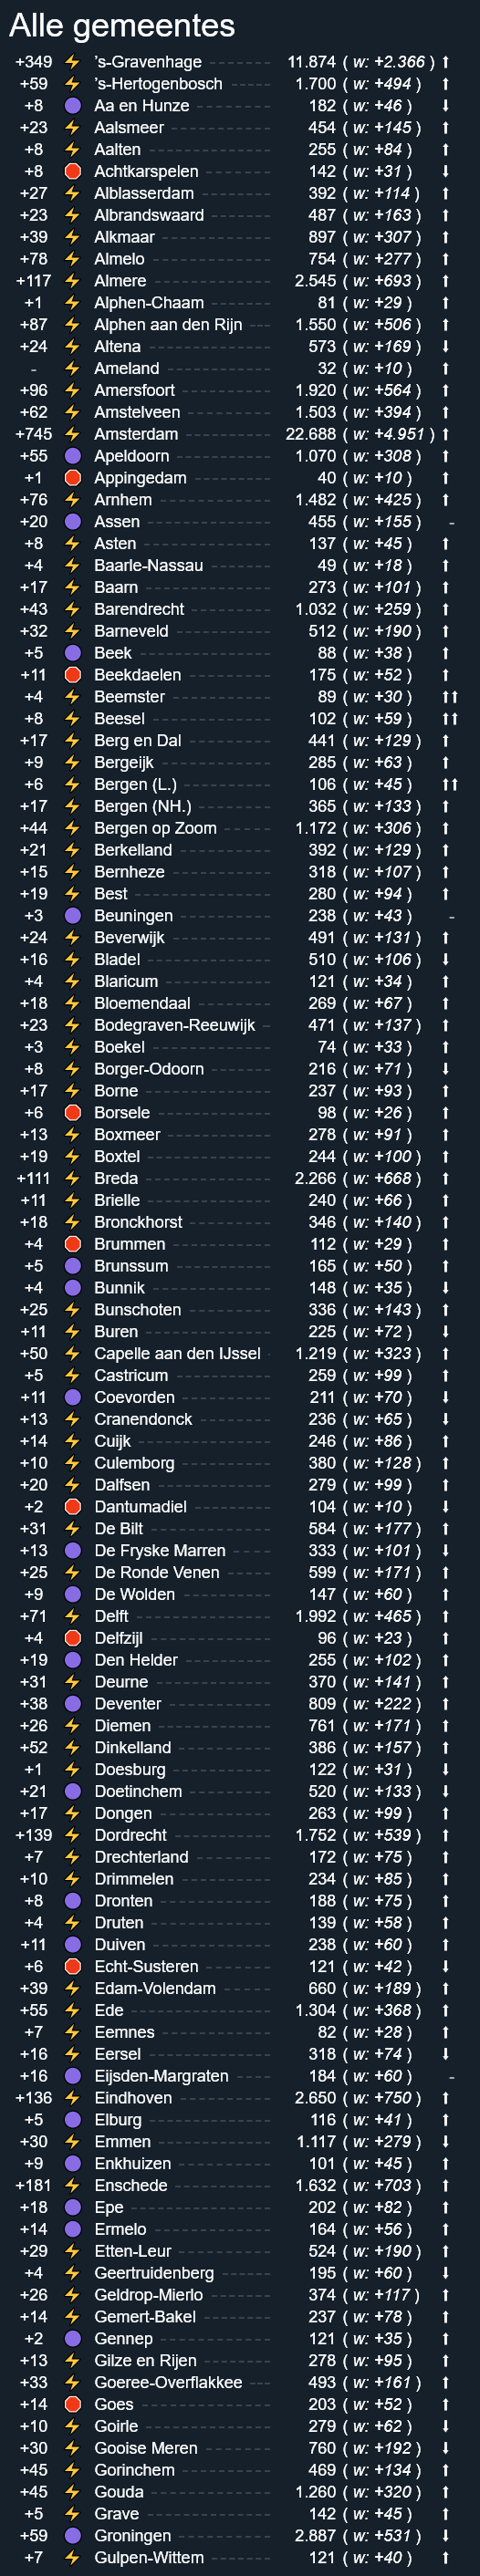 Alle gemeentes
+349 ⚡ 's-Gravenhage 11.874 ( w: +2.366 ) ⬆
+59 ⚡ 's-Hertogenbosch 1.700 ( w: +494 ) ⬆
+8 🟣 Aa en Hunze 182 ( w: +46 ) ⬇
+23 ⚡ Aalsmeer 454 ( w: +145 ) ⬆
+8 ⚡ Aalten 255 ( w: +84 ) ⬆
+8 🛑 Achtkarspelen 142 ( w: +31 ) ⬇
+27 ⚡ Alblasserdam 392 ( w: +114 ) ⬆
+23 ⚡ Albrandswaard 487 ( w: +163 ) ⬆
+39 ⚡ Alkmaar 897 ( w: +307 ) ⬆
+78 ⚡ Almelo 754 ( w: +277 ) ⬆
+117 ⚡ Almere 2.545 ( w: +693 ) ⬆
+1 ⚡ Alphen-Chaam 81 ( w: +29 ) ⬆
+87 ⚡ Alphen aan den Rijn 1.550 ( w: +506 ) ⬆
+24 ⚡ Altena 573 ( w: +169 ) ⬇
- ⚡ Ameland 32 ( w: +10 ) ⬆
+96 ⚡ Amersfoort 1.920 ( w: +564 ) ⬆
+62 ⚡ Amstelveen 1.503 ( w: +394 ) ⬆
+745 ⚡ Amsterdam 22.688 ( w: +4.951 ) ⬆
+55 🟣 Apeldoorn 1.070 ( w: +308 ) ⬆
+1 🛑 Appingedam 40 ( w: +10 ) ⬆
+76 ⚡ Arnhem 1.482 ( w: +425 ) ⬆
+20 🟣 Assen 455 ( w: +155 ) -
+8 ⚡ Asten 137 ( w: +45 ) ⬆
+4 ⚡ Baarle-Nassau 49 ( w: +18 ) ⬆
+17 ⚡ Baarn 273 ( w: +101 ) ⬆
+43 ⚡ Barendrecht 1.032 ( w: +259 ) ⬆
+32 ⚡ Barneveld 512 ( w: +190 ) ⬆
+5 🟣 Beek 88 ( w: +38 ) ⬆
+11 🛑 Beekdaelen 175 ( w: +52 ) ⬆
+4 ⚡ Beemster 89 ( w: +30 ) ⬆⬆
+8 ⚡ Beesel 102 ( w: +59 ) ⬆⬆
+17 ⚡ Berg en Dal 441 ( w: +129 ) ⬆
+9 ⚡ Bergeijk 285 ( w: +63 ) ⬆
+6 ⚡ Bergen (L.) 106 ( w: +45 ) ⬆⬆
+17 ⚡ Bergen (NH.) 365 ( w: +133 ) ⬆
+44 ⚡ Bergen op Zoom 1.172 ( w: +306 ) ⬆
+21 ⚡ Berkelland 392 ( w: +129 ) ⬆
+15 ⚡ Bernheze 318 ( w: +107 ) ⬆
+19 ⚡ Best 280 ( w: +94 ) ⬆
+3 🟣 Beuningen 238 ( w: +43 ) -
+24 ⚡ Beverwijk 491 ( w: +131 ) ⬆
+16 ⚡ Bladel 510 ( w: +106 ) ⬇
+4 ⚡ Blaricum 121 ( w: +34 ) ⬆
+18 ⚡ Bloemendaal 269 ( w: +67 ) ⬆
+23 ⚡ Bodegraven-Reeuwijk 471 ( w: +137 ) ⬆
+3 ⚡ Boekel 74 ( w: +33 ) ⬆
+8 ⚡ Borger-Odoorn 216 ( w: +71 ) ⬇
+17 ⚡ Borne 237 ( w: +93 ) ⬆
+6 🛑 Borsele 98 ( w: +26 ) ⬆
+13 ⚡ Boxmeer 278 ( w: +91 ) ⬆
+19 ⚡ Boxtel 244 ( w: +100 ) ⬆
+111 ⚡ Breda 2.266 ( w: +668 ) ⬆
+11 ⚡ Brielle 240 ( w: +66 ) ⬆
+18 ⚡ Bronckhorst 346 ( w: +140 ) ⬆
+4 🛑 Brummen 112 ( w: +29 ) ⬆
+5 🟣 Brunssum 165 ( w: +50 ) ⬆
+4 🟣 Bunnik 148 ( w: +35 ) ⬇
+25 ⚡ Bunschoten 336 ( w: +143 ) ⬆
+11 ⚡ Buren 225 ( w: +72 ) ⬇
+50 ⚡ Capelle aan den IJssel 1.219 ( w: +323 ) ⬆
+5 ⚡ Castricum 259 ( w: +99 ) ⬆
+11 🟣 Coevorden 211 ( w: +70 ) ⬇
+13 ⚡ Cranendonck 236 ( w: +65 ) ⬇
+14 ⚡ Cuijk 246 ( w: +86 ) ⬆
+10 ⚡ Culemborg 380 ( w: +128 ) ⬆
+20 ⚡ Dalfsen 279 ( w: +99 ) ⬆
+2 🛑 Dantumadiel 104 ( w: +10 ) ⬇
+31 ⚡ De Bilt 584 ( w: +177 ) ⬆
+13 🟣 De Fryske Marren 333 ( w: +101 ) ⬇
+25 ⚡ De Ronde Venen 599 ( w: +171 ) ⬆
+9 🟣 De Wolden 147 ( w: +60 ) ⬆
+71 ⚡ Delft 1.992 ( w: +465 ) ⬆
+4 🛑 Delfzijl 96 ( w: +23 ) ⬆
+19 🟣 Den Helder 255 ( w: +102 ) ⬆
+31 ⚡ Deurne 370 ( w: +141 ) ⬆
+38 🟣 Deventer 809 ( w: +222 ) ⬆
+26 ⚡ Diemen 761 ( w: +171 ) ⬆
+52 ⚡ Dinkelland 386 ( w: +157 ) ⬆
+1 ⚡ Doesburg 122 ( w: +31 ) ⬇
+21 🟣 Doetinchem 520 ( w: +133 ) ⬇
+17 ⚡ Dongen 263 ( w: +99 ) ⬆
+139 ⚡ Dordrecht 1.752 ( w: +539 ) ⬆
+7 ⚡ Drechterland 172 ( w: +75 ) ⬆
+10 ⚡ Drimmelen 234 ( w: +85 ) ⬆
+8 🟣 Dronten 188 ( w: +75 ) ⬆
+4 ⚡ Druten 139 ( w: +58 ) ⬆
+11 🟣 Duiven 238 ( w: +60 ) ⬆
+6 🛑 Echt-Susteren 121 ( w: +42 ) ⬇
+39 ⚡ Edam-Volendam 660 ( w: +189 ) ⬆
+55 ⚡ Ede 1.304 ( w: +368 ) ⬆
+7 ⚡ Eemnes 82 ( w: +28 ) ⬆
+16 ⚡ Eersel 318 ( w: +74 ) ⬇
+16 🟣 Eijsden-Margraten 184 ( w: +60 ) -
+136 ⚡ Eindhoven 2.650 ( w: +750 ) ⬆
+5 🟣 Elburg 116 ( w: +41 ) ⬆
+30 ⚡ Emmen 1.117 ( w: +279 ) ⬇
+9 🟣 Enkhuizen 101 ( w: +45 ) ⬆
+181 ⚡ Enschede 1.632 ( w: +703 ) ⬆
+18 🟣 Epe 202 ( w: +82 ) ⬆
+14 🟣 Ermelo 164 ( w: +56 ) ⬆
+29 ⚡ Etten-Leur 524 ( w: +190 ) ⬆
+4 ⚡ Geertruidenberg 195 ( w: +60 ) ⬇
+26 ⚡ Geldrop-Mierlo 374 ( w: +117 ) ⬆
+14 ⚡ Gemert-Bakel 237 ( w: +78 ) ⬆
+2 🟣 Gennep 121 ( w: +35 ) ⬆
+13 ⚡ Gilze en Rijen 278 ( w: +95 ) ⬆
+33 ⚡ Goeree-Overflakkee 493 ( w: +161 ) ⬆
+14 🛑 Goes 203 ( w: +52 ) ⬆
+10 ⚡ Goirle 279 ( w: +62 ) ⬇
+30 ⚡ Gooise Meren 760 ( w: +192 ) ⬇
+45 ⚡ Gorinchem 469 ( w: +134 ) ⬆
+45 ⚡ Gouda 1.260 ( w: +320 ) ⬆
+5 ⚡ Grave 142 ( w: +45 ) ⬆
+59 🟣 Groningen 2.887 ( w: +531 ) ⬇
+7 ⚡ Gulpen-Wittem 121 ( w: +40 ) ⬆